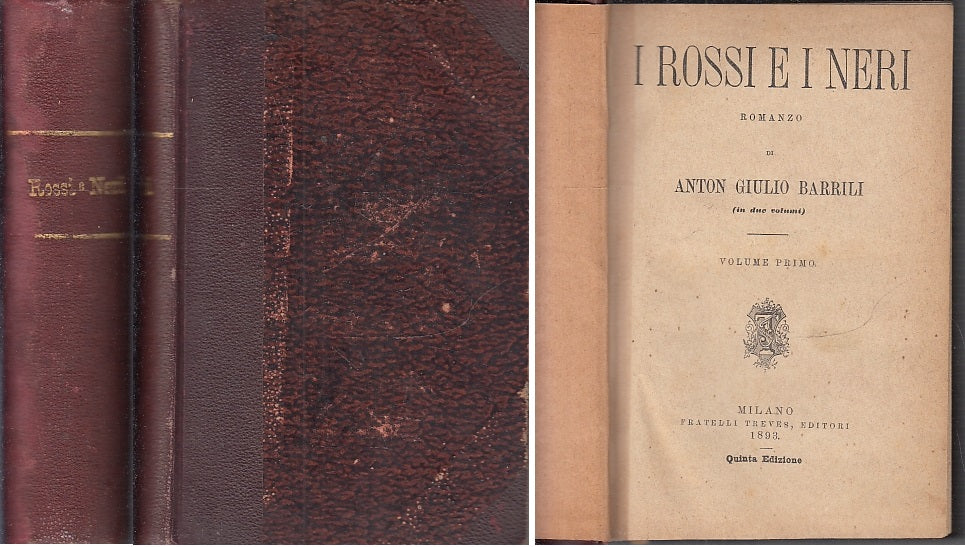 Rossi e Neri
I ROSSI E I NERI
ROMANZO
DI
ANTON GIULIO BARRILI
(in due volumi)
VOLUME PRIMO.
MILANO
FRATELLI TREVES, EDITORI
1893.
Quinta Edizione